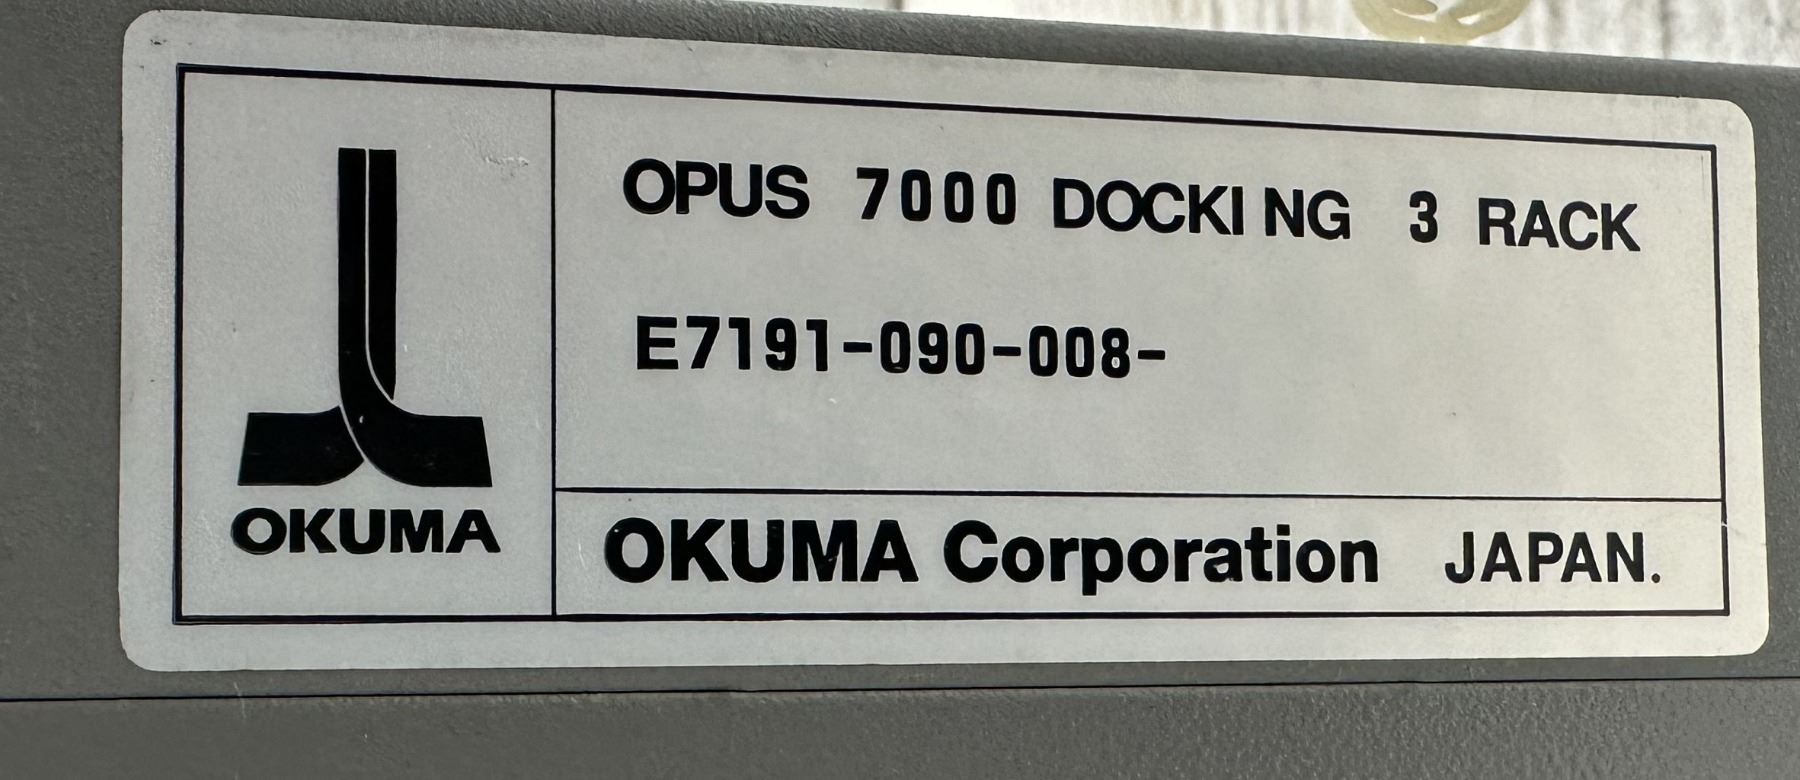 OPUS 7000 DOCKING 3 RACK
E7191-090-008-
OKUMA
OKUMA Corporation JAPAN.